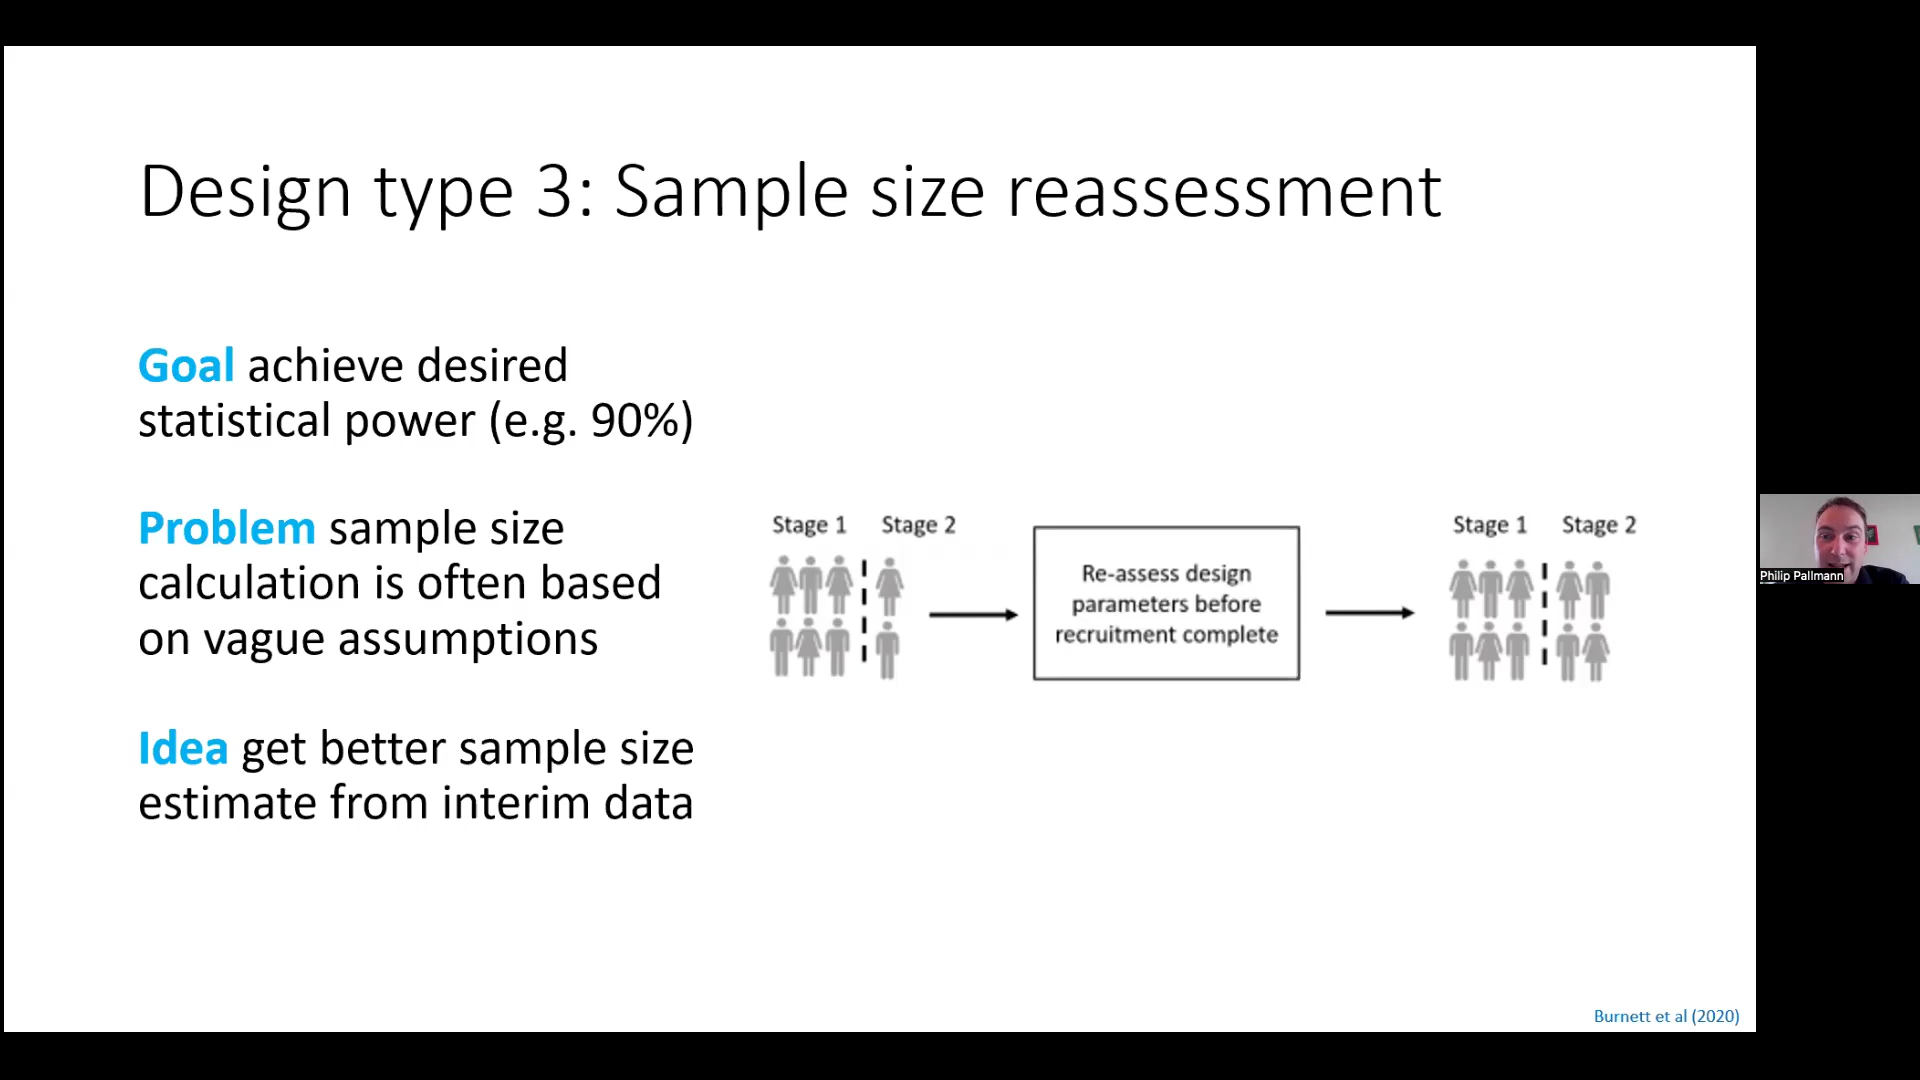 Design type 3: Sample size reassessment
Goal achieve desired
statistical power (e.g. 90%)
Problem sample size
calculation is often based
on vague assumptions
Idea get better sample size
estimate from interim data
Stage 1 Stage 2
Re-assess design
parameters before
recruitment complete
Stage 1 Stage 2
Philip Pallmann
Burnett et al (2020)